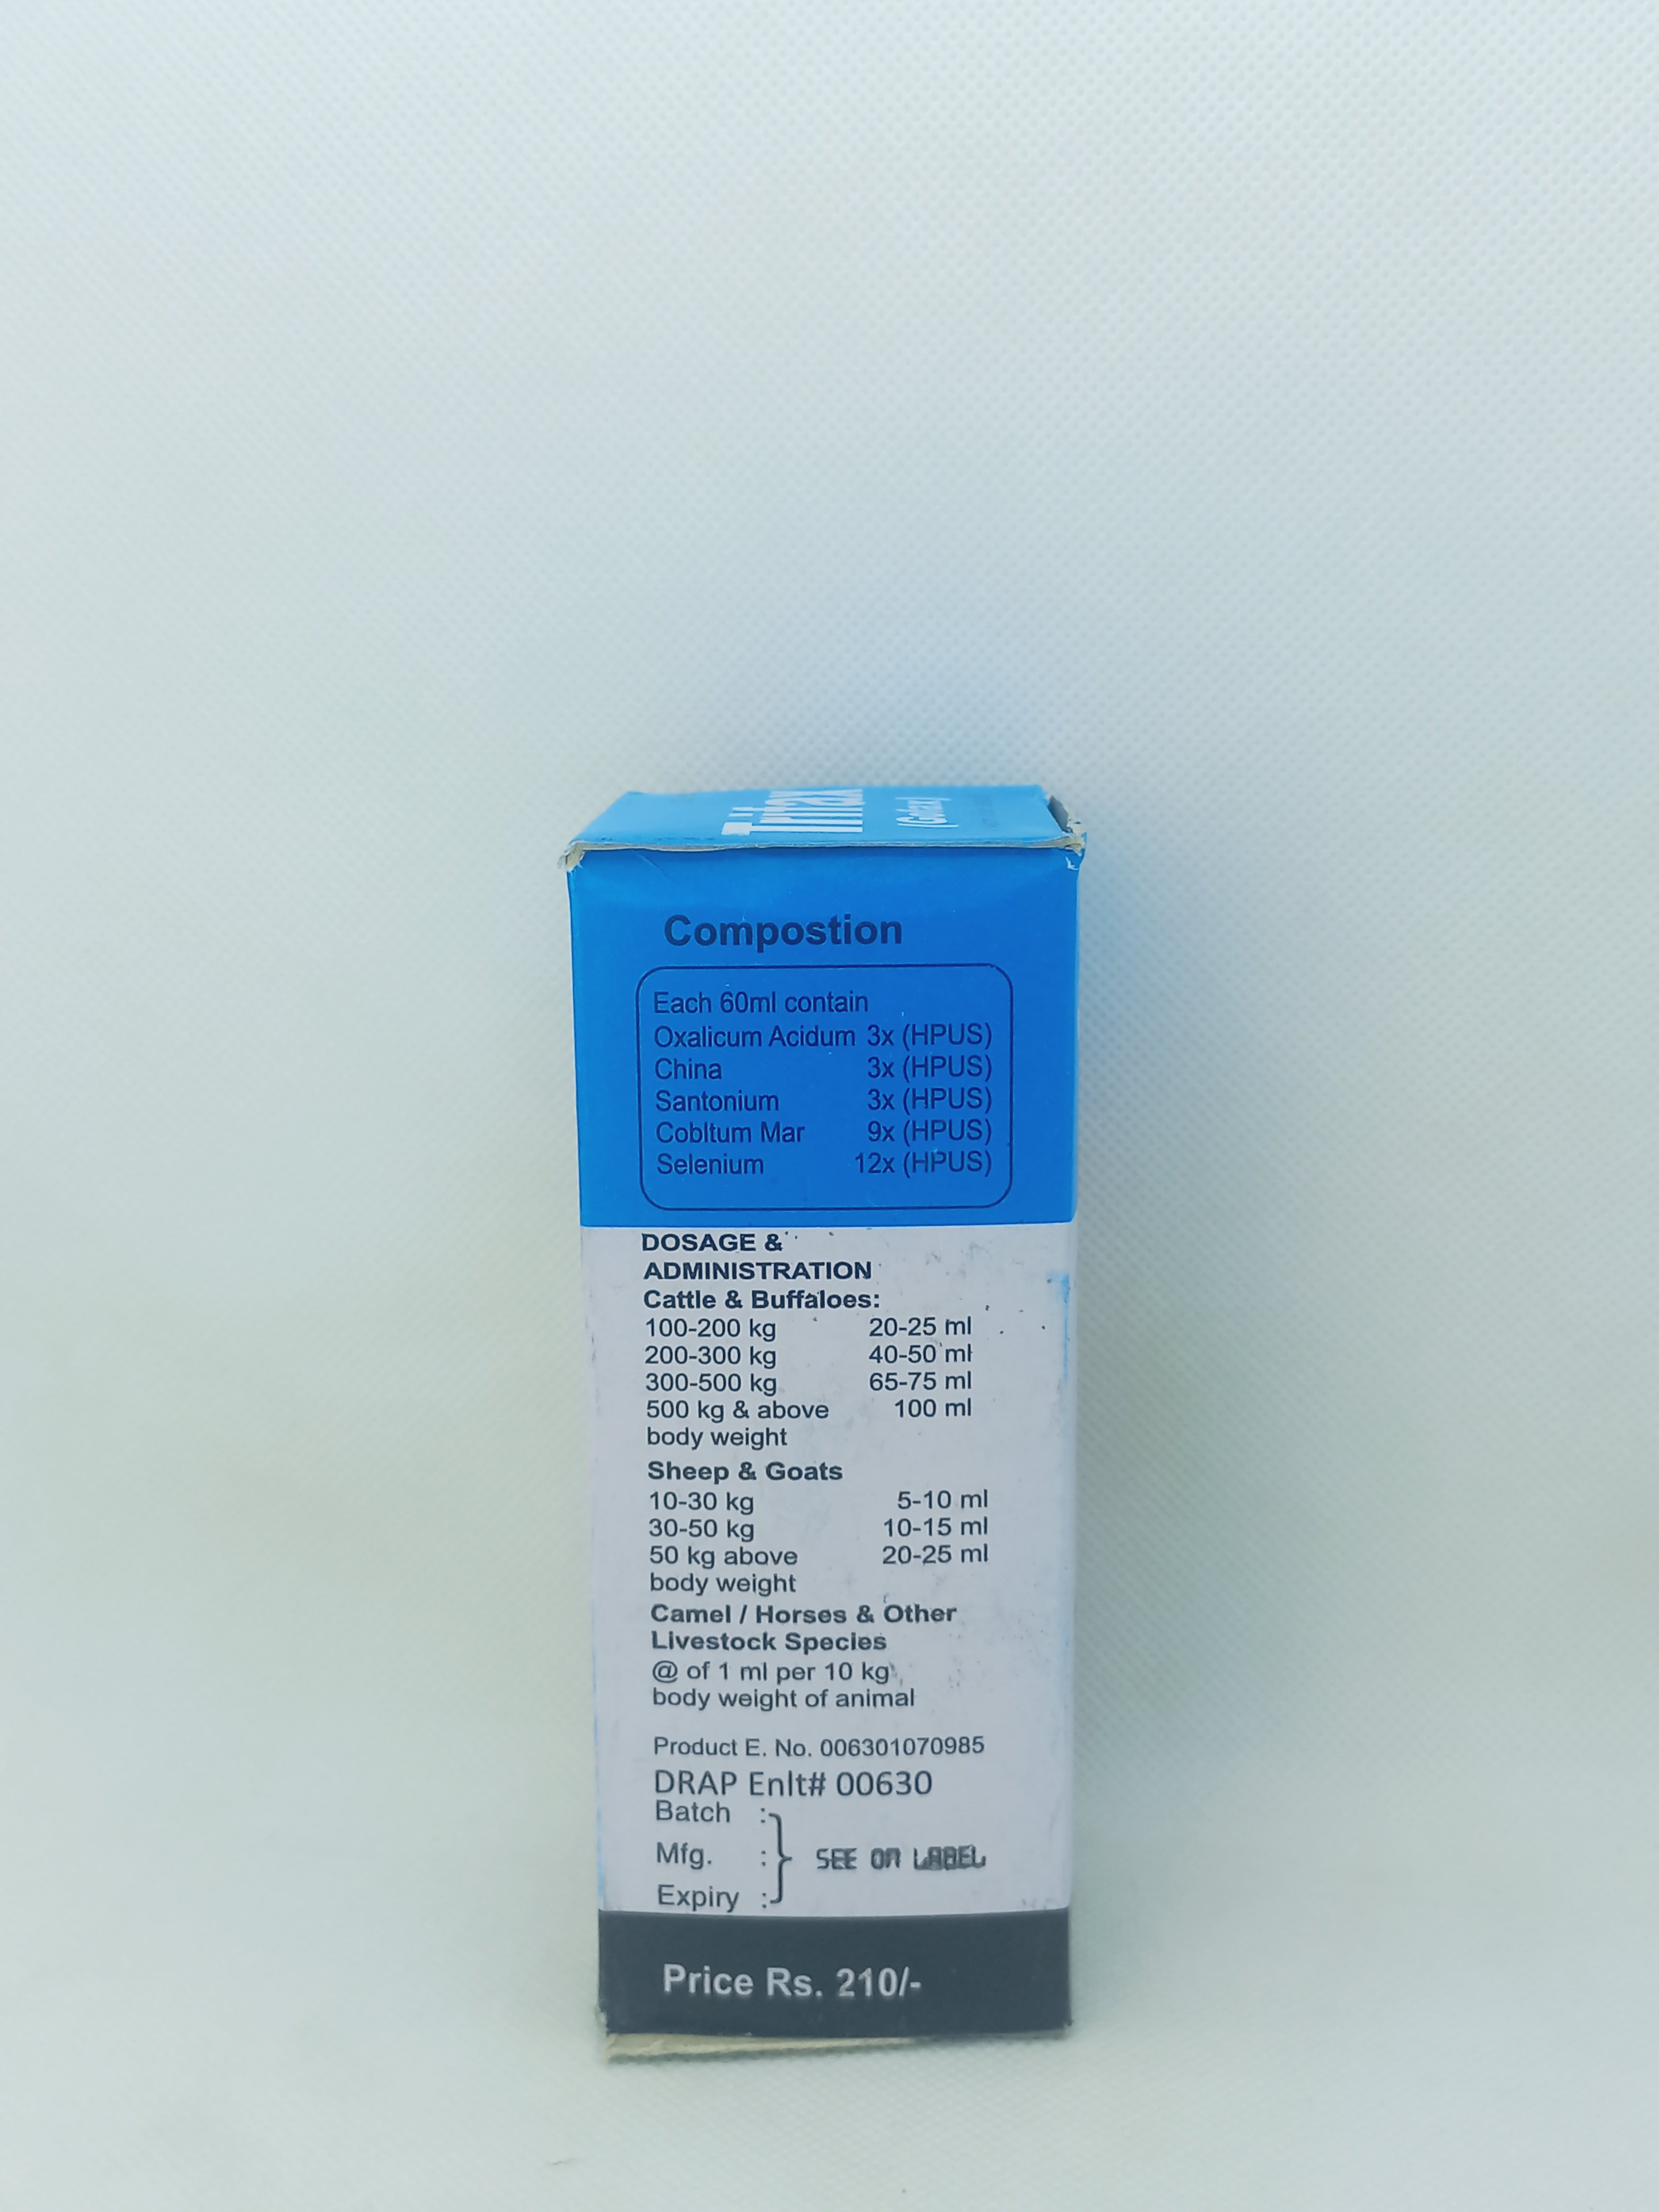 Trifax
Compostion
Each 60ml contain
Oxalicum Acidum 3x (HPUS)
China 3x (HPUS)
Santonium 3x (HPUS)
Cobltum Mar 9x (HPUS)
Selenium 12x (HPUS)
DOSAGE &
ADMINISTRATION
Cattle & Buffaloes:
100-200 kg 20-25 ml
200-300 kg 40-50 ml
300-500 kg 65-75 ml
500 kg & above 100 ml
body weight
Sheep & Goats
10-30 kg 5-10 ml
30-50 kg 10-15 ml
50 kg above 20-25 ml
body weight
Camel / Horses & Other
Livestock Species
@ of 1 ml per 10 kg
body weight of animal
Product E. No. 006301070985
DRAP Enlt# 00630
Batch :
Mfg. : SEE ON LABEL
Expiry :
Price Rs. 210/-